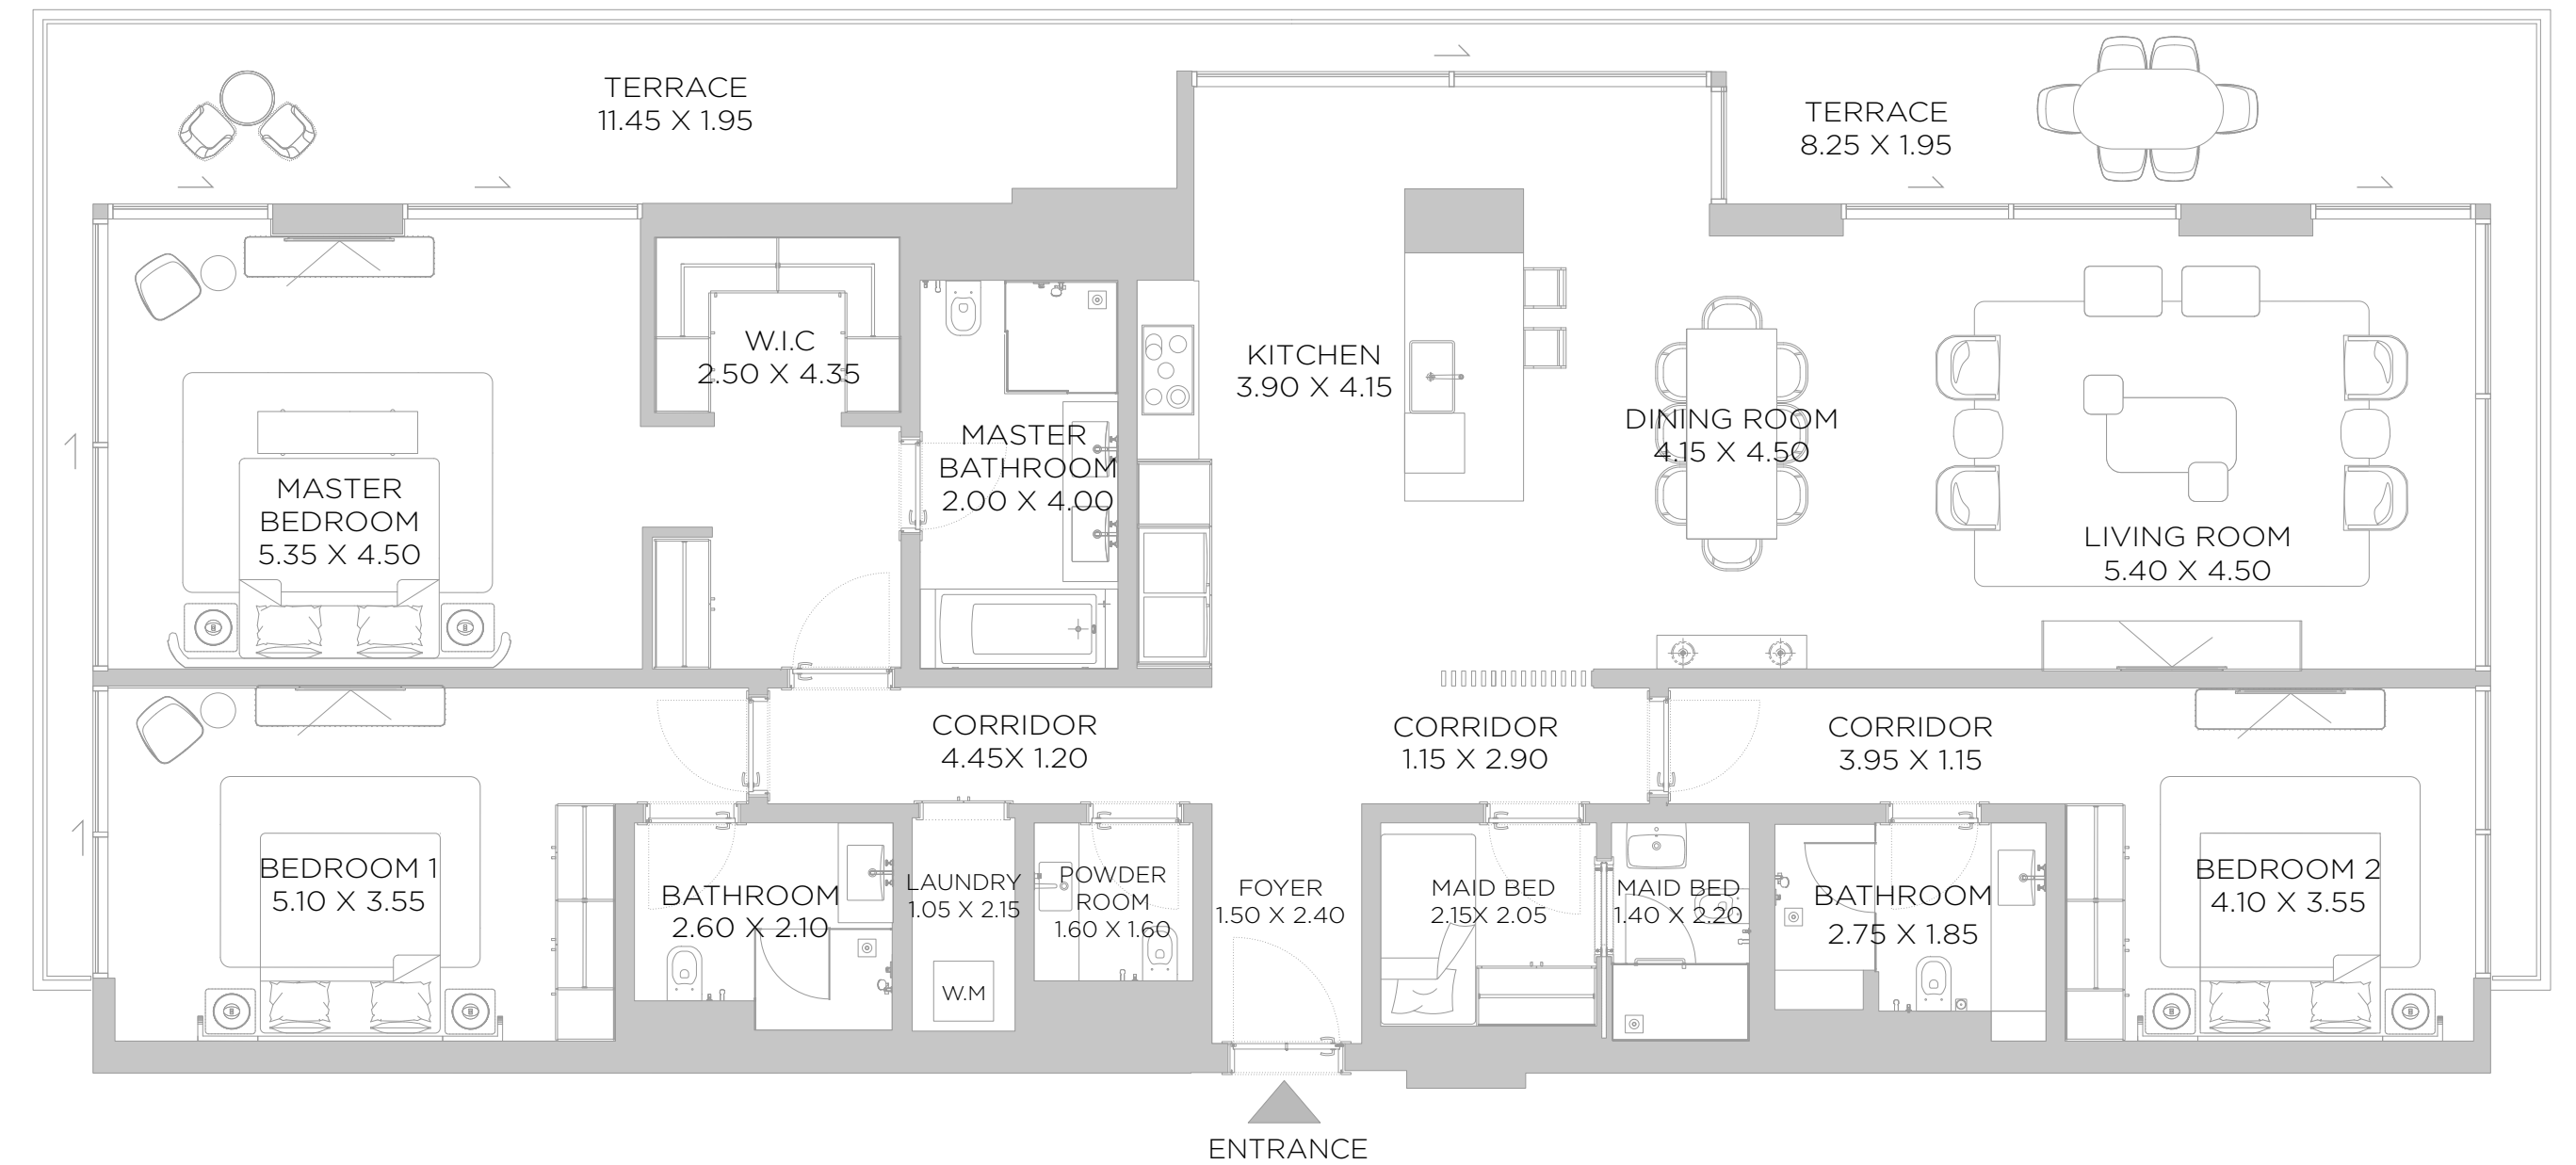 TERRACE
11.45 X 1.95
TERRACE
8.25 X 1.95
W.I.C
2.50 X 4.35
KITCHEN
3.90 X 4.15
MASTER
BATHROOM
2.00 X 4.00
DINING ROOM
4.15 X 4.50
MASTER
BEDROOM
5.35 X 4.50
LIVING ROOM
5.40 X 4.50
CORRIDOR
4.45X 1.20
CORRIDOR
1.15 X 2.90
CORRIDOR
3.95 X 1.15
BEDROOM 1
5.10 X 3.55
BATHROOM
2.60 X 2.10
LAUNDRY
1.05 X 2.15
W.M
POWDER
ROOM
1.60 X 1.60
FOYER
1.50 X 2.40
MAID BED
2.15X 2.05
MAID BED
1.40 X 2.20
BATHROOM
2.75 X 1.85
BEDROOM 2
4.10 X 3.55
ENTRANCE